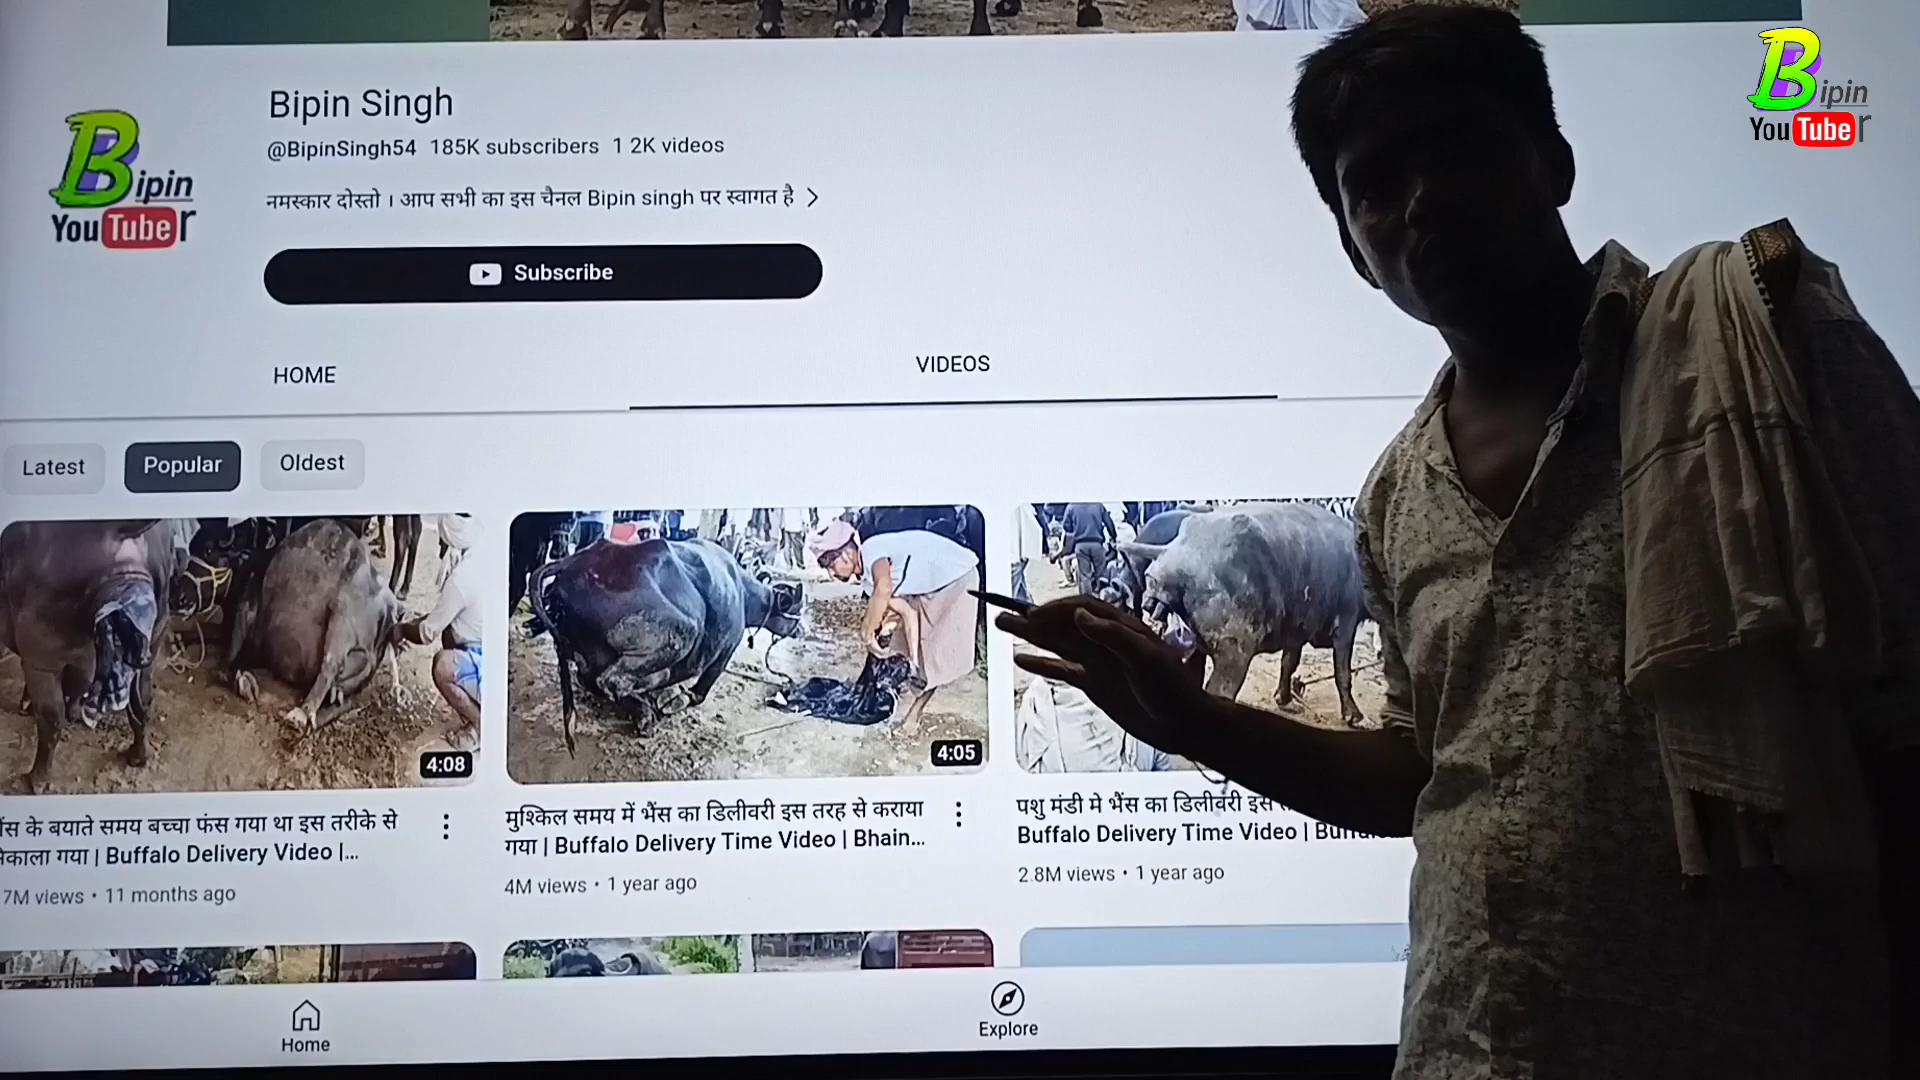 Bipin Singh
@BipinSingh54 185K subscribers 1 2K videos
नमस्कार दोस्तो । आप सभी का इस चैनल Bipin singh पर स्वागत है
Bipin
YouTuber
Bipin
YouTuber
Subscribe
HOME
VIDEOS
Latest
Popular
Oldest
4:08
4:05
के बयाते समय बच्चा फंस गया था इस तरीके से
गया | Buffalo Delivery Video |...
7M views • 11 months ago
मुश्किल समय में भैंस का डिलीवरी इस तरह से कराया
गया | Buffalo Delivery Time Video | Bhain...
4M views • 1 year ago
पशु मंडी मे भैंस का डिलीवरी इस
Buffalo Delivery Time Video |
2.8M views • 1 year ago
Home
Explore